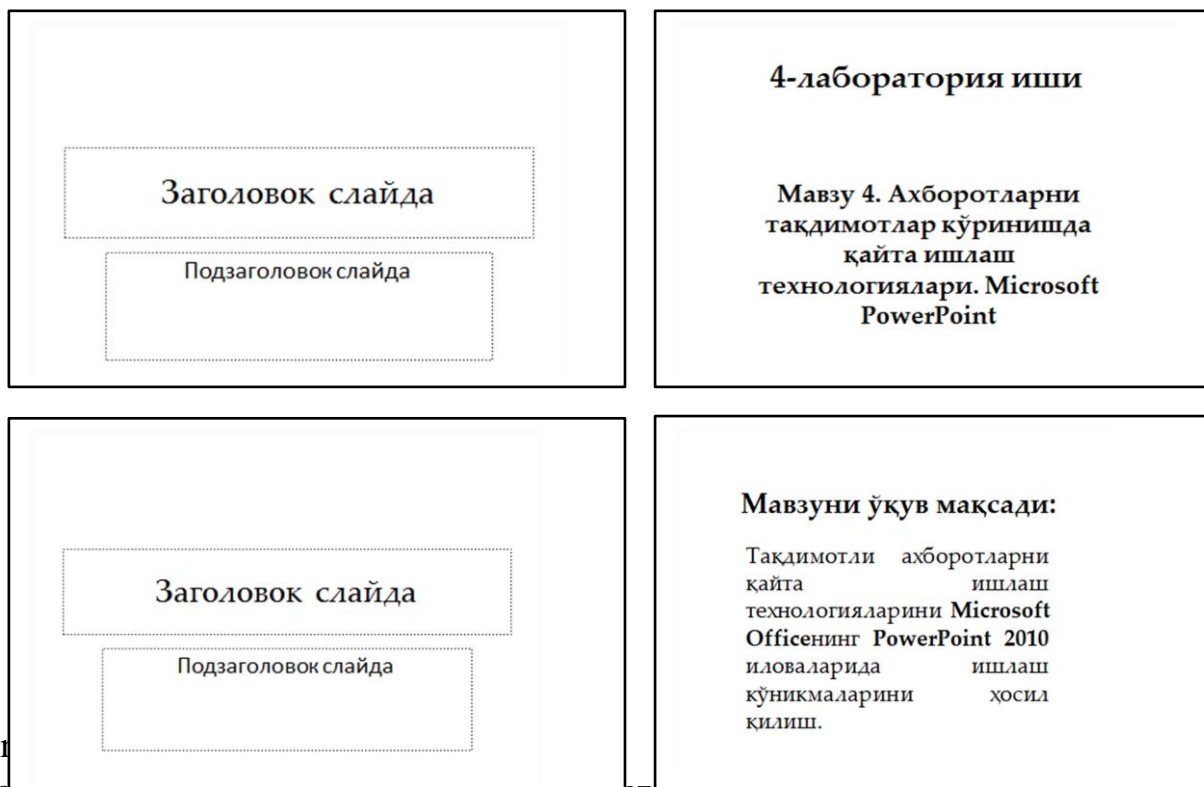 Заголовок слайда
Подзаголовок слайда
4-лаборатория иши
Мавзу 4. Ахборотларни
тақдимотлар кўринишда
қайта ишлаш
технологиялари. Microsoft
PowerPoint
Заголовок слайда
Подзаголовок слайда
Мавзуни ўқув мақсади:
Тақдимотли ахборотларни
қайта ишлаш
технологияларини Microsoft
Officeнинг PowerPoint 2010
иловаларида ишлаш
кўникмаларини ҳосил
қилиш.